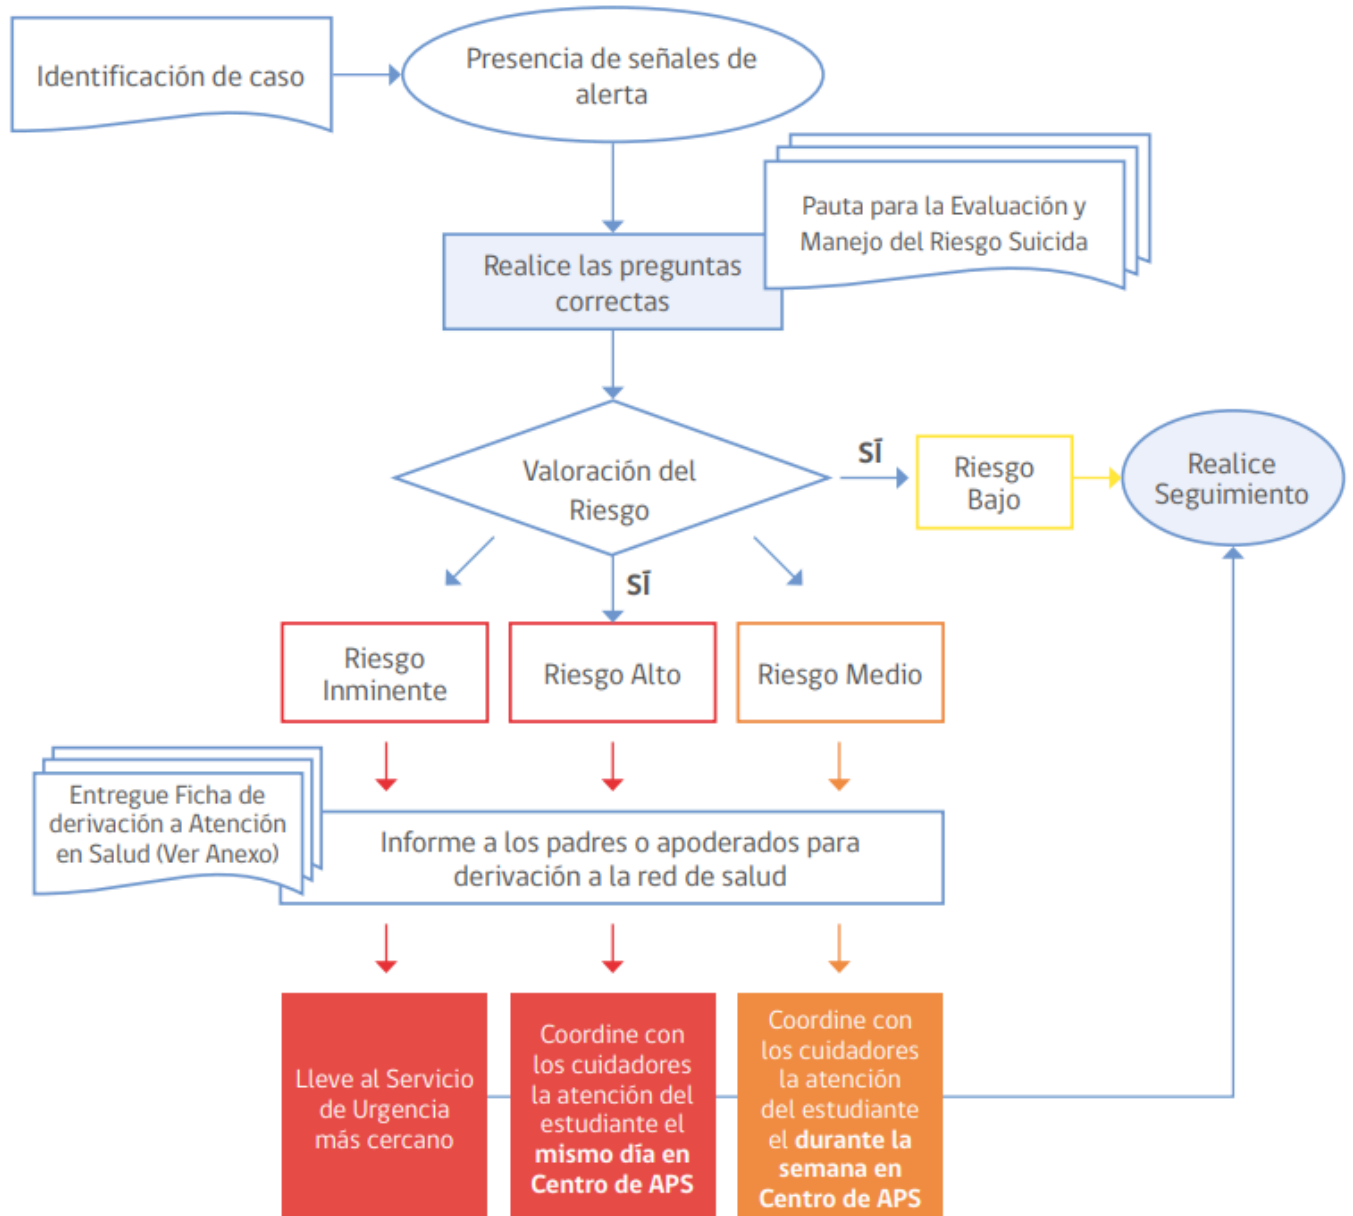 Identificación de caso
Presencia de señales de
alerta
Pauta para la Evaluación y
Manejo del Riesgo Suicida
Realice las preguntas
correctas
Valoración del
Riesgo
SÍ
Riesgo
Bajo
Realice
Seguimiento
SÍ
Riesgo
Inminente
Riesgo Alto
Riesgo Medio
Entregue Ficha de
derivación a Atención
en Salud (Ver Anexo)
Informe a los padres o apoderados para
derivación a la red de salud
Lleve al Servicio
de Urgencia
más cercano
Coordine con
los cuidadores
la atención del
estudiante el
mismo día en
Centro de APS
Coordine con
los cuidadores
la atención
del estudiante
el durante la
semana en
Centro de APS